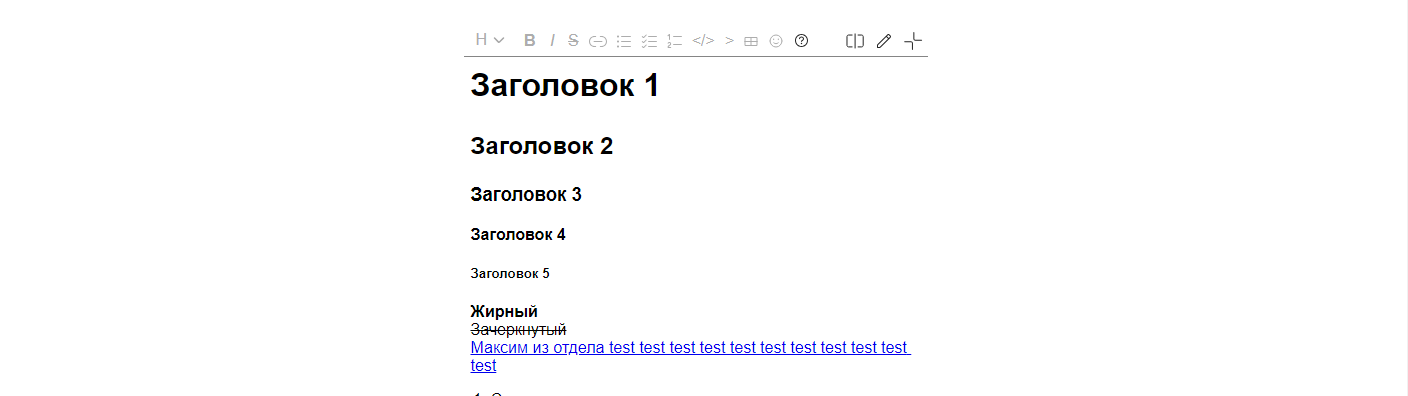 H B I S </> >
Заголовок 1
Заголовок 2
Заголовок 3
Заголовок 4
Заголовок 5
Жирный
Зачеркнутый
Максим из отдела test test test test test test test test test test
test